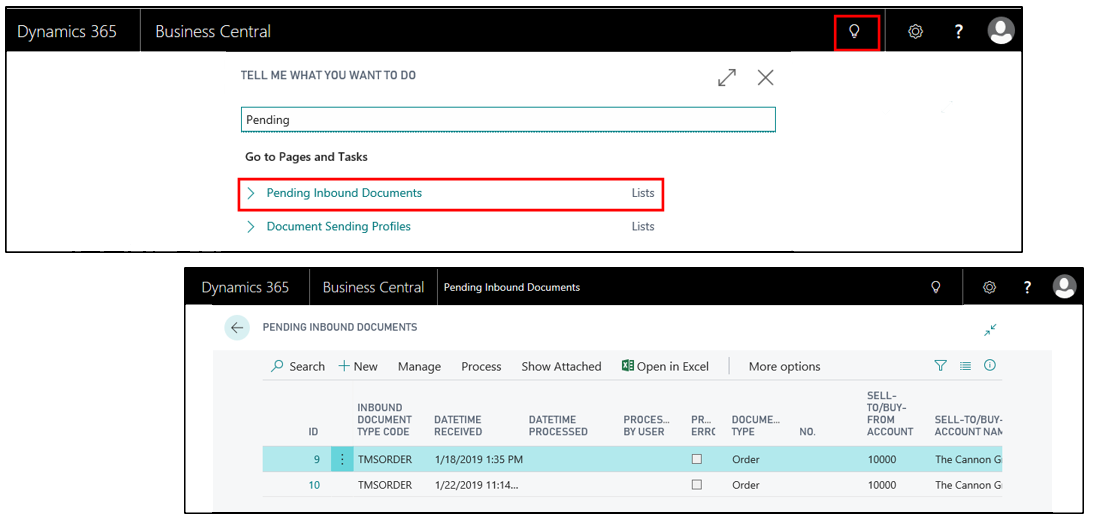 Dynamics 365 Business Central ?
TELL ME WHAT YOU WANT TO DO
Pending
Go to Pages and Tasks
Pending Inbound Documents Lists
Document Sending Profiles Lists
Dynamics 365 Business Central Pending Inbound Documents ?
PENDING INBOUND DOCUMENTS
Search + New Manage Process Show Attached Open in Excel More options
SELL-
INBOUND TO/BUY-
DOCUMENT DATETIME DATETIME PROCES... PR... DOCUME... FROM SELL-TO/BUY-
ID TYPE CODE RECEIVED PROCESSED BY USER ERRC TYPE NO. ACCOUNT ACCOUNT NAM
9 TMSORDER 1/18/2019 1:35 PM Order 10000 The Cannon G
10 TMSORDER 1/22/2019 11:14... Order 10000 The Cannon G